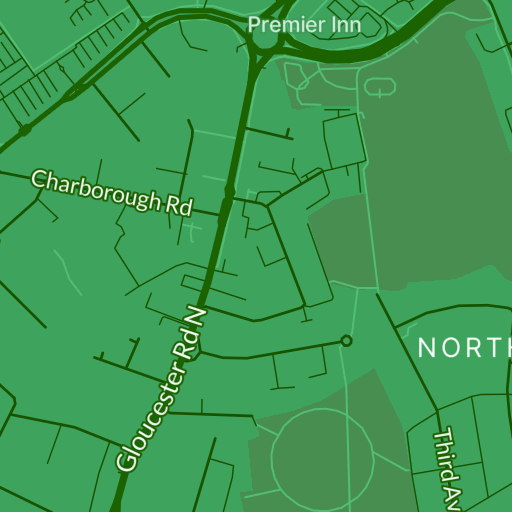 Premier Inn
Charborough Rd
Gloucester Rd N
NORTH
Third Av